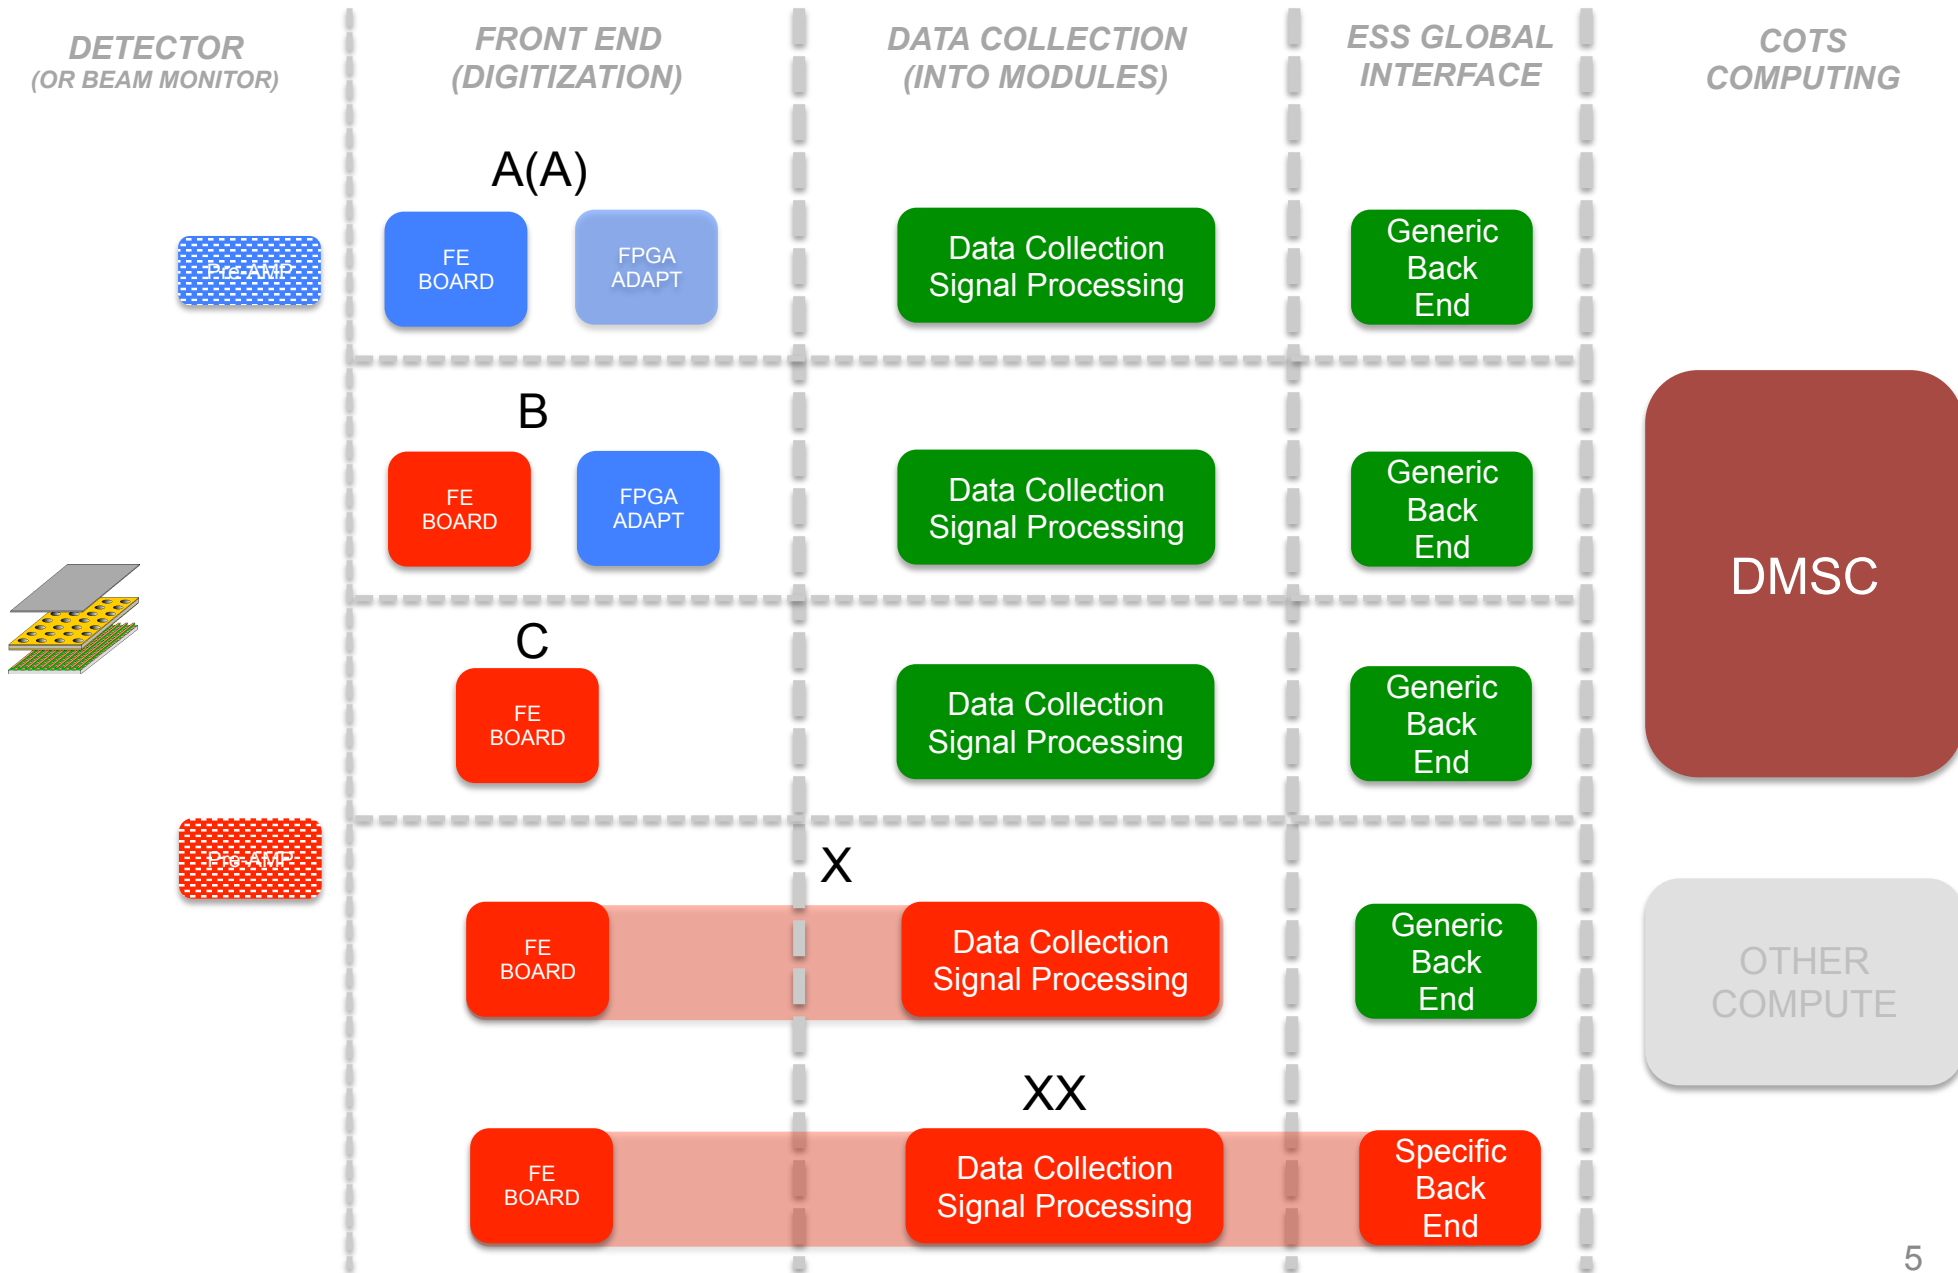 DETECTOR
(OR BEAM MONITOR)
FRONT END
(DIGITIZATION)
DATA COLLECTION
(INTO MODULES)
ESS GLOBAL
INTERFACE
COTS
COMPUTING
A(A)
Pre-AMP
FE
BOARD
FPGA
ADAPT
Data Collection
Signal Processing
Generic
Back
End
B
FE
BOARD
FPGA
ADAPT
Data Collection
Signal Processing
Generic
Back
End
DMSC
C
FE
BOARD
Data Collection
Signal Processing
Generic
Back
End
Pre-AMP
X
FE
BOARD
Data Collection
Signal Processing
Generic
Back
End
OTHER
COMPUTE
XX
FE
BOARD
Data Collection
Signal Processing
Specific
Back
End
5